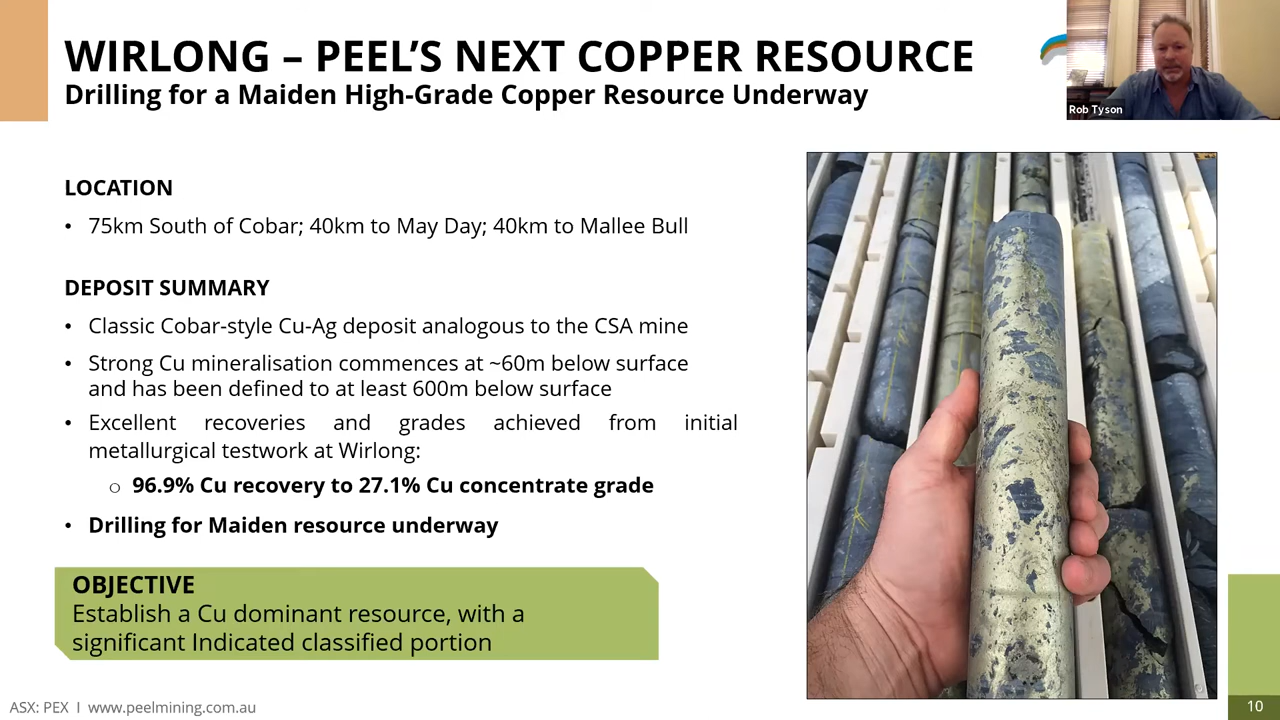 WIRLONG – PEEL'S NEXT COPPER RESOURCE
Drilling for a Maiden High-Grade Copper Resource Underway
Rob Tyson
LOCATION
• 75km South of Cobar; 40km to May Day; 40km to Mallee Bull
DEPOSIT SUMMARY
• Classic Cobar-style Cu-Ag deposit analogous to the CSA mine
• Strong Cu mineralisation commences at ~60m below surface
and has been defined to at least 600m below surface
• Excellent recoveries and grades achieved from initial
metallurgical testwork at Wirlong:
○ 96.9% Cu recovery to 27.1% Cu concentrate grade
• Drilling for Maiden resource underway
OBJECTIVE
Establish a Cu dominant resource, with a
significant Indicated classified portion
ASX: PEX I www.peelmining.com.au
10